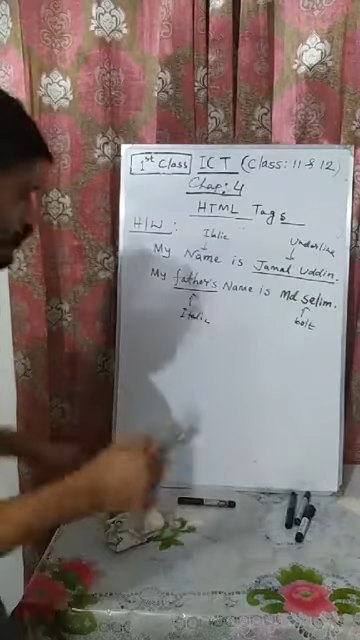 1st Class ICT (Class: 11 & 12)
Chap: 4
HTML Tags
H/W :
Italic
Underline
My Name is Jamal Uddin.
My father's Name is Md selim.
Italic
bolt